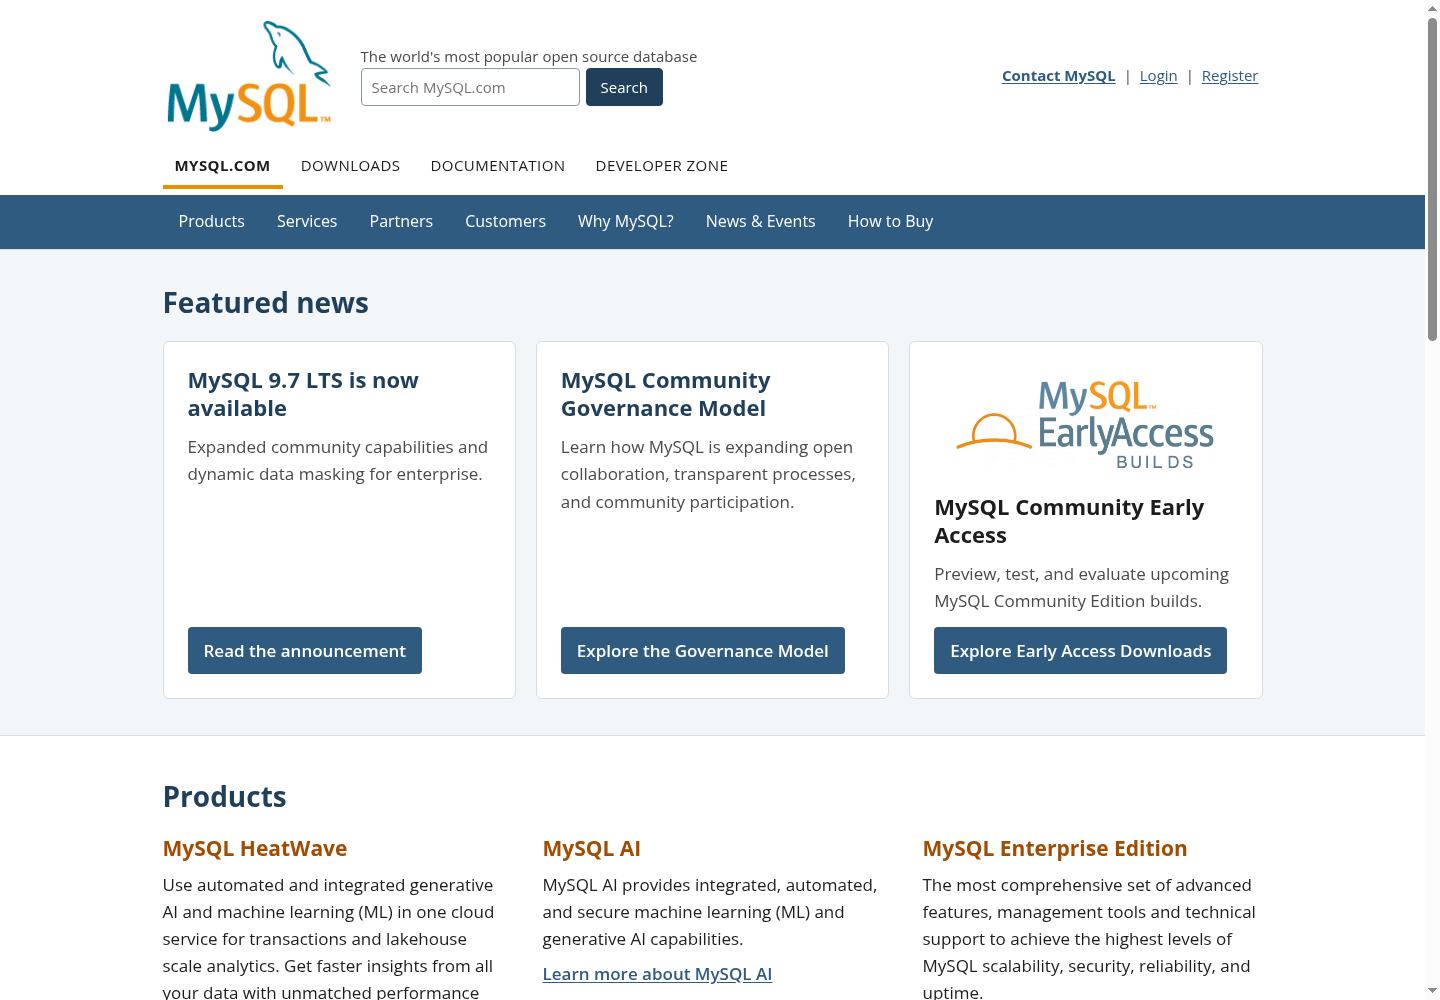 MySQL™
The world's most popular open source database
Search MySQL.com
Search
Contact MySQL | Login | Register
MYSQL.COM DOWNLOADS DOCUMENTATION DEVELOPER ZONE
Products Services Partners Customers Why MySQL? News & Events How to Buy
Featured news
MySQL 9.7 LTS is now
available
Expanded community capabilities and
dynamic data masking for enterprise.
Read the announcement
MySQL Community
Governance Model
Learn how MySQL is expanding open
collaboration, transparent processes,
and community participation.
Explore the Governance Model
MySQL™
EarlyAccess
BUILDS
MySQL Community Early
Access
Preview, test, and evaluate upcoming
MySQL Community Edition builds.
Explore Early Access Downloads
Products
MySQL HeatWave
Use automated and integrated generative
AI and machine learning (ML) in one cloud
service for transactions and lakehouse
scale analytics. Get faster insights from all
your data with unmatched performance
MySQL AI
MySQL AI provides integrated, automated,
and secure machine learning (ML) and
generative AI capabilities.
Learn more about MySQL AI
MySQL Enterprise Edition
The most comprehensive set of advanced
features, management tools and technical
support to achieve the highest levels of
MySQL scalability, security, reliability, and
uptime.